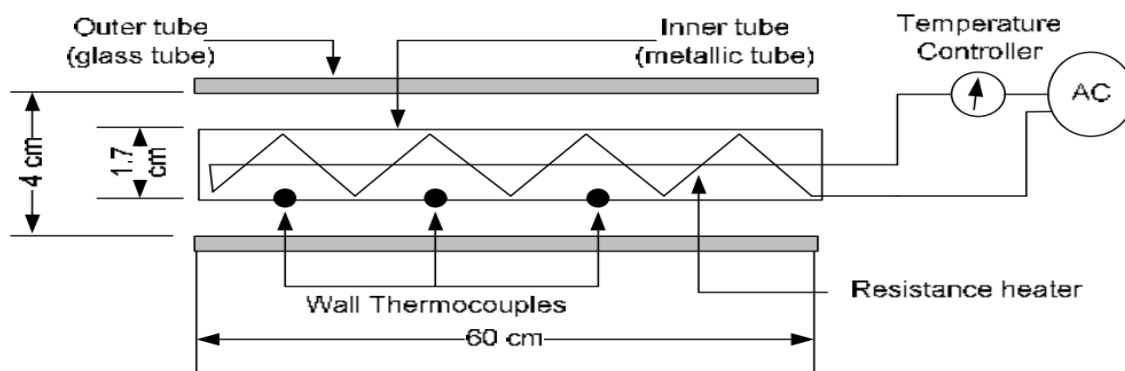 Outer tube
(glass tube)
Inner tube
(metallic tube)
Temperature
Controller
AC
4 cm
1.7
cm
Wall Thermocouples
Resistance heater
60 cm